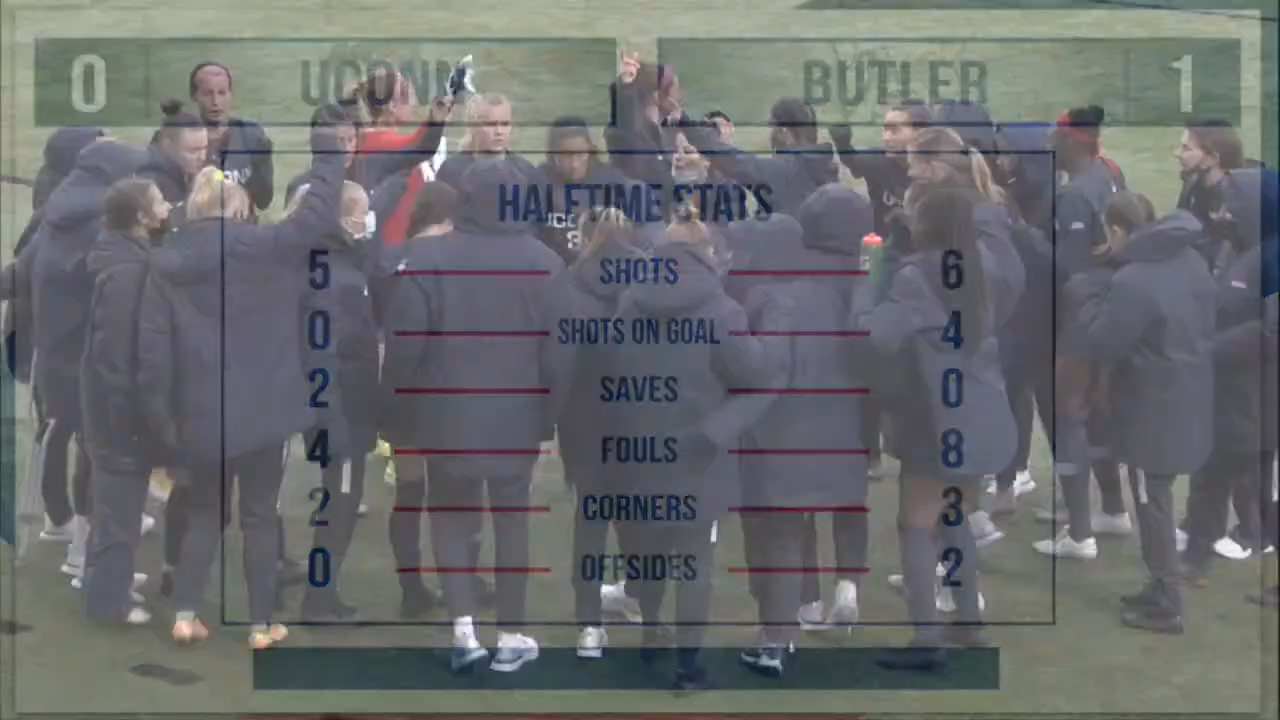 0 UCONN BUTLER 1
HALFTIME STATS
5 SHOTS 6
0 SHOTS ON GOAL 4
2 SAVES 0
4 FOULS 8
2 CORNERS 3
0 OFFSIDES 2